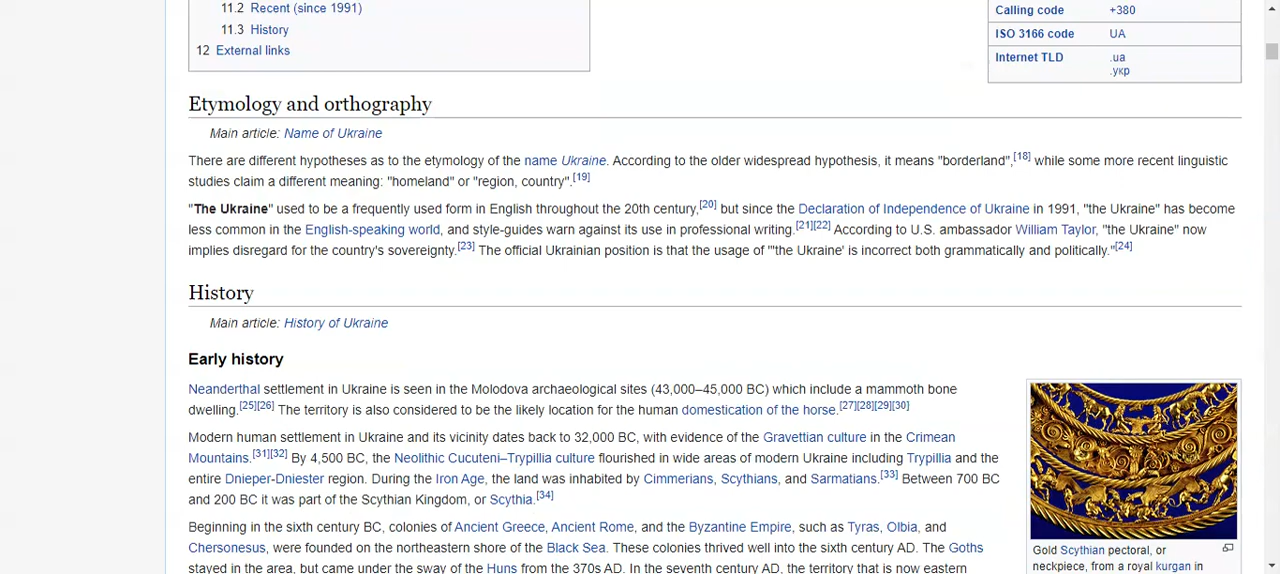 11.2 Recent (since 1991)
11.3 History
12 External links
Calling code +380
ISO 3166 code UA
Internet TLD .ua
.укр
Etymology and orthography
Main article: Name of Ukraine
There are different hypotheses as to the etymology of the name Ukraine. According to the older widespread hypothesis, it means "borderland",[18] while some more recent linguistic
studies claim a different meaning: "homeland" or "region, country".[19]
"The Ukraine" used to be a frequently used form in English throughout the 20th century,[20] but since the Declaration of Independence of Ukraine in 1991, "the Ukraine" has become
less common in the English-speaking world, and style-guides warn against its use in professional writing.[21][22] According to U.S. ambassador William Taylor, "the Ukraine" now
implies disregard for the country's sovereignty.[23] The official Ukrainian position is that the usage of "'the Ukraine' is incorrect both grammatically and politically."[24]
History
Main article: History of Ukraine
Early history
Neanderthal settlement in Ukraine is seen in the Molodova archaeological sites (43,000–45,000 BC) which include a mammoth bone
dwelling.[25][26] The territory is also considered to be the likely location for the human domestication of the horse.[27][28][29][30]
Modern human settlement in Ukraine and its vicinity dates back to 32,000 BC, with evidence of the Gravettian culture in the Crimean
Mountains.[31][32] By 4,500 BC, the Neolithic Cucuteni–Trypillia culture flourished in wide areas of modern Ukraine including Trypillia and the
entire Dnieper-Dniester region. During the Iron Age, the land was inhabited by Cimmerians, Scythians, and Sarmatians.[33] Between 700 BC
and 200 BC it was part of the Scythian Kingdom, or Scythia.[34]
Beginning in the sixth century BC, colonies of Ancient Greece, Ancient Rome, and the Byzantine Empire, such as Tyras, Olbia, and
Chersonesus, were founded on the northeastern shore of the Black Sea. These colonies thrived well into the sixth century AD. The Goths
stayed in the area, but came under the sway of the Huns from the 370s AD. In the seventh century AD, the territory that is now eastern
Gold Scythian pectoral, or
neckpiece, from a royal kurgan in